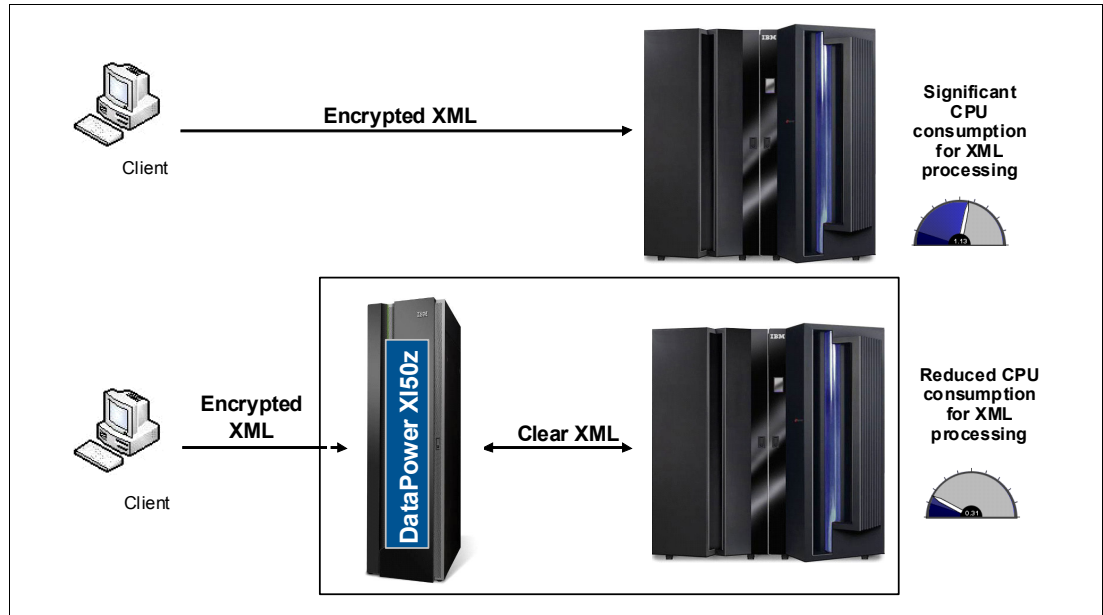 IBM
Encrypted XML
Client
Significant
CPU
consumption
for XML
processing
1.13
IBM
DataPower XI50z
IBM
Encrypted
XML
Clear XML
Client
Reduced CPU
consumption
for XML
processing
0.31